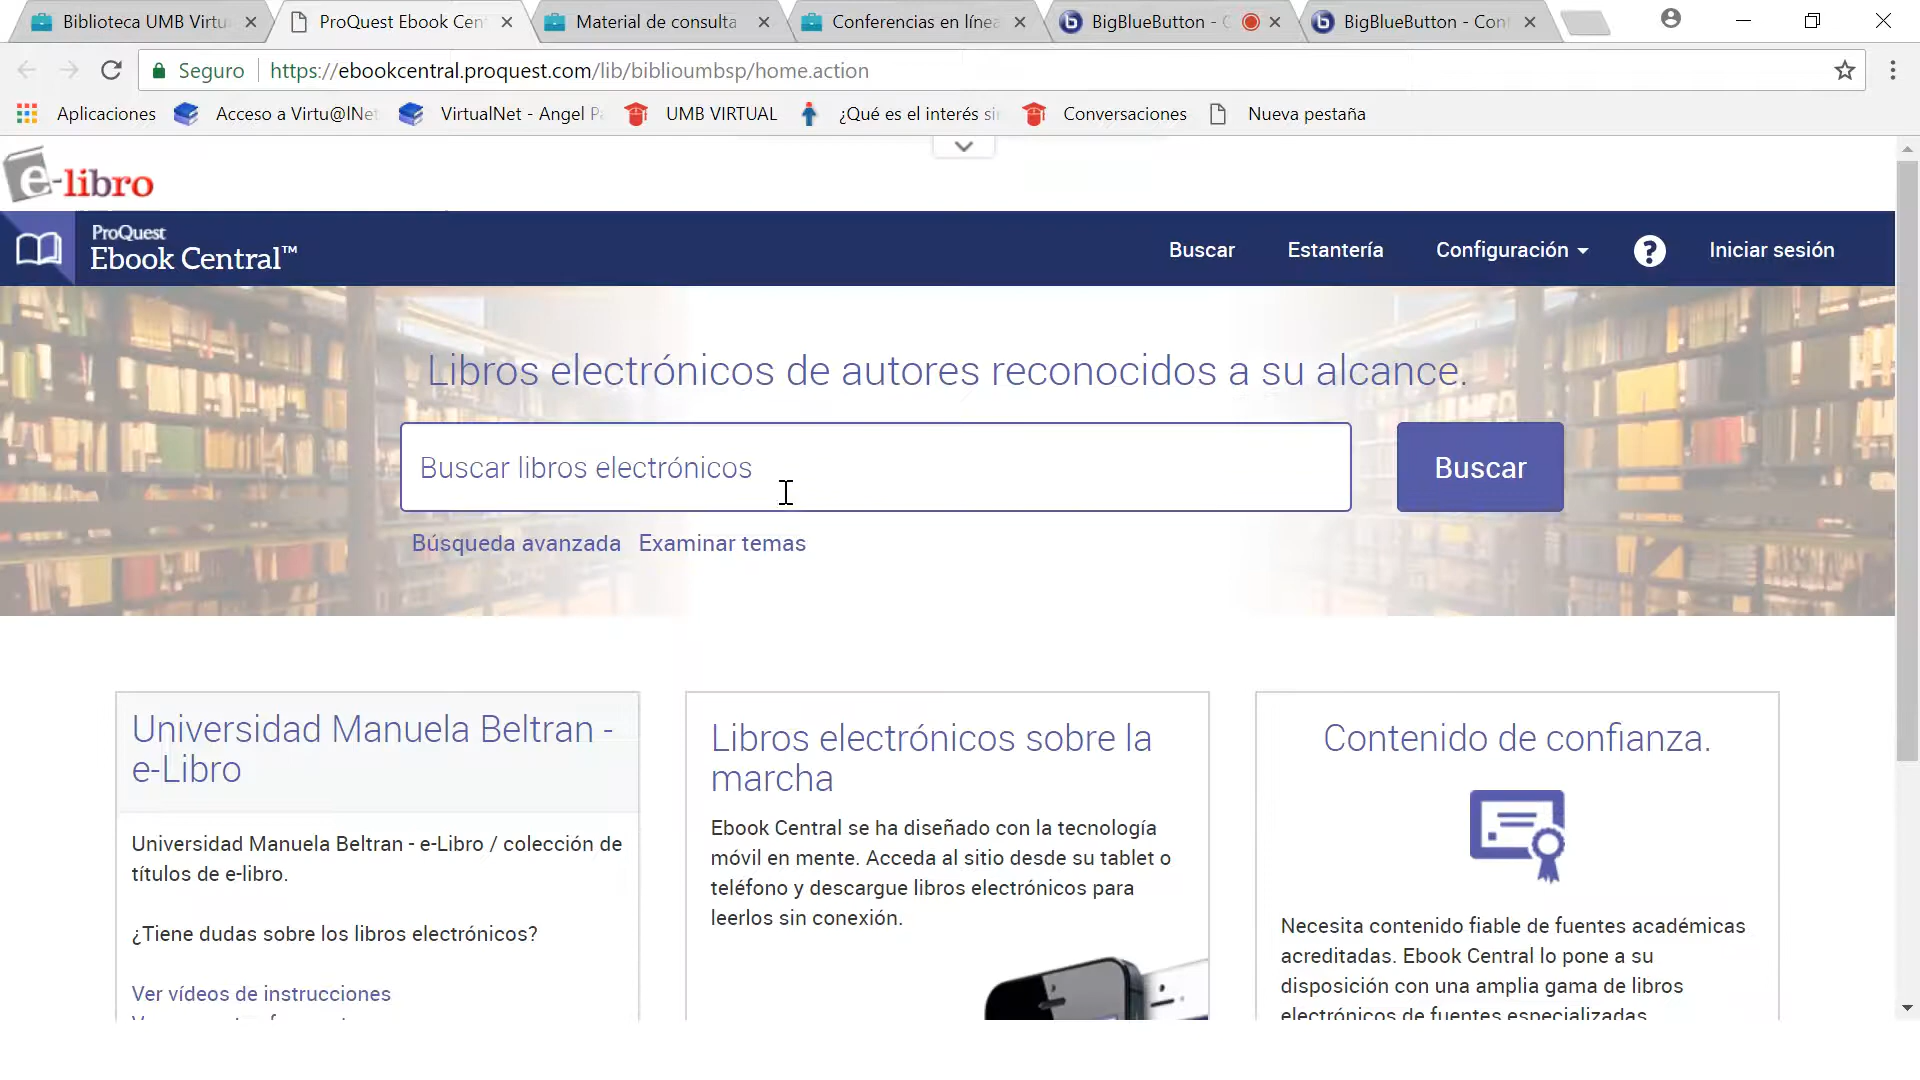 Biblioteca UMB Virtu
ProQuest Ebook Cen
Material de consulta
Conferencias en línea
BigBlueButton - C
BigBlueButton - Con
Seguro
https://ebookcentral.proquest.com/lib/biblioumbsp/home.action
Aplicaciones
Acceso a Virtu@lNet
VirtualNet - Angel Pa
UMB VIRTUAL
¿Qué es el interés si
Conversaciones
Nueva pestaña
e-libro
ProQuest
Ebook Central™
Buscar
Estantería
Configuración
?
Iniciar sesión
Libros electrónicos de autores reconocidos a su alcance.
Buscar libros electrónicos
Buscar
Búsqueda avanzada
Examinar temas
Universidad Manuela Beltran -
e-Libro
Universidad Manuela Beltran - e-Libro / colección de
títulos de e-libro.
¿Tiene dudas sobre los libros electrónicos?
Ver vídeos de instrucciones
Libros electrónicos sobre la
marcha
Ebook Central se ha diseñado con la tecnología
móvil en mente. Acceda al sitio desde su tablet o
teléfono y descargue libros electrónicos para
leerlos sin conexión.
Contenido de confianza.
Necesita contenido fiable de fuentes académicas
acreditadas. Ebook Central lo pone a su
disposición con una amplia gama de libros
electrónicos de fuentes especializadas